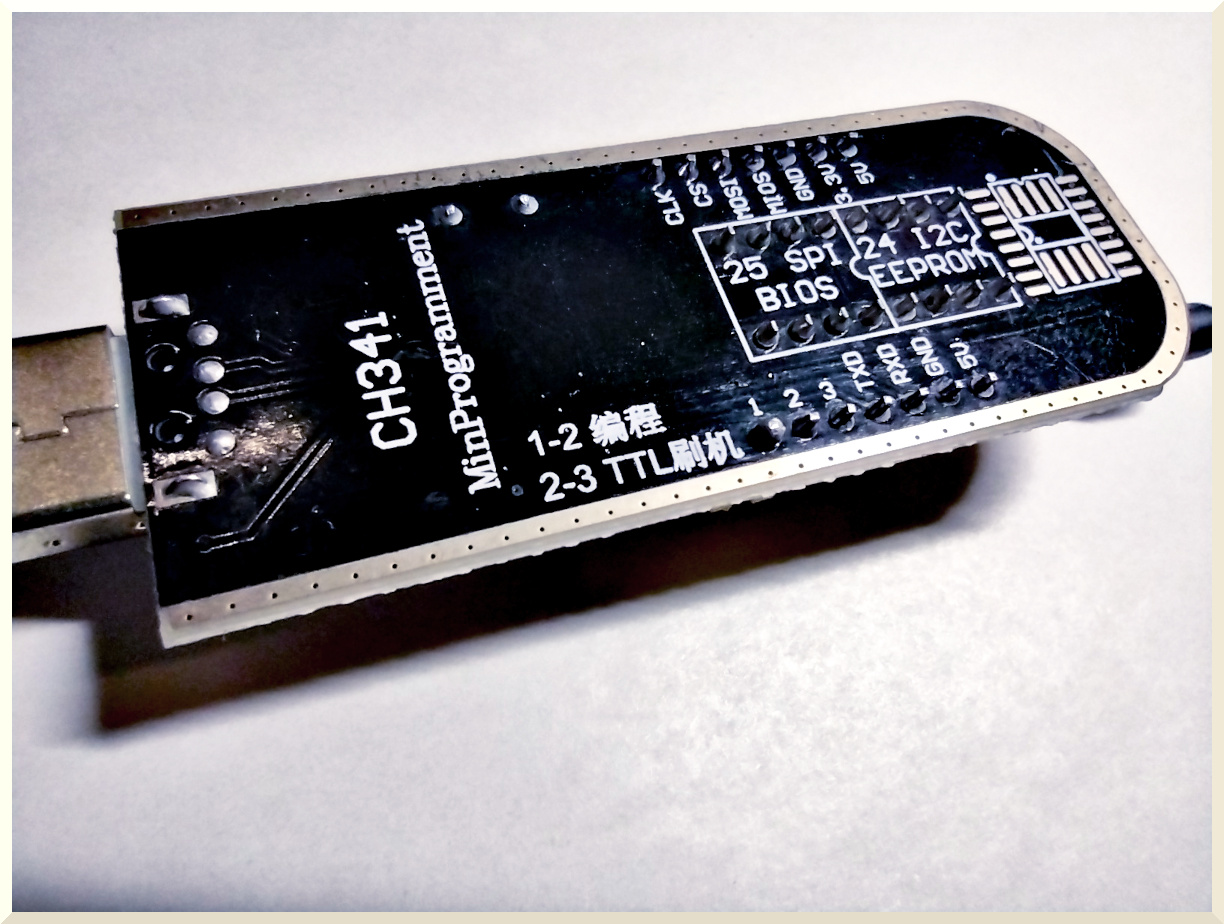 CH341
MinProgrammment
1-2 编程
2-3 TTL刷机
CLK
CS
MOSI
MIOS
GND
3.3V
5V
25 SPI
BIOS
24 I2C
EEPROM
1
2
3
TXD
RXD
GND
5V